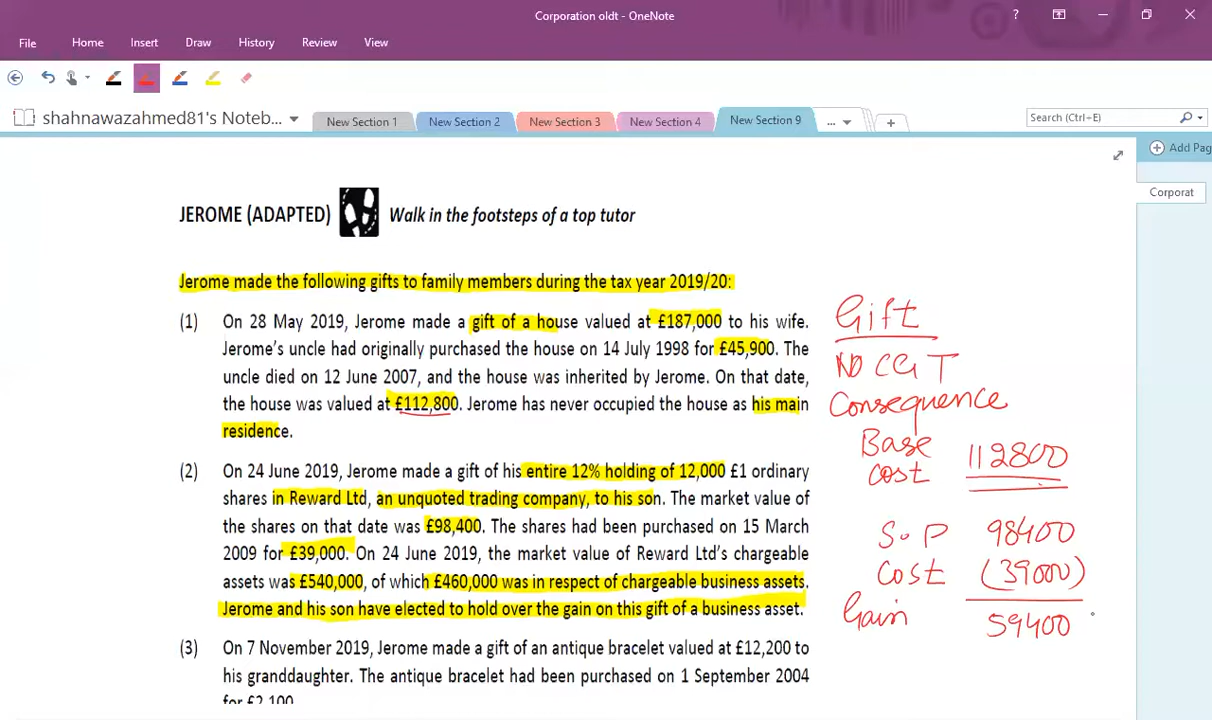 Corporation oldt - OneNote
?
File Home Insert Draw History Review View
shahnawazahmed81's Noteb... New Section 1 New Section 2 New Section 3 New Section 4 New Section 9 ... + Search (Ctrl+E)
+ Add Pag
Corporat
JEROME (ADAPTED) Walk in the footsteps of a top tutor
Jerome made the following gifts to family members during the tax year 2019/20:
(1) On 28 May 2019, Jerome made a gift of a house valued at £187,000 to his wife.
Jerome's uncle had originally purchased the house on 14 July 1998 for £45,900. The
uncle died on 12 June 2007, and the house was inherited by Jerome. On that date,
the house was valued at £112,800. Jerome has never occupied the house as his main
residence.
(2) On 24 June 2019, Jerome made a gift of his entire 12% holding of 12,000 £1 ordinary
shares in Reward Ltd, an unquoted trading company, to his son. The market value of
the shares on that date was £98,400. The shares had been purchased on 15 March
2009 for £39,000. On 24 June 2019, the market value of Reward Ltd's chargeable
assets was £540,000, of which £460,000 was in respect of chargeable business assets.
Jerome and his son have elected to hold over the gain on this gift of a business asset.
(3) On 7 November 2019, Jerome made a gift of an antique bracelet valued at £12,200 to
his granddaughter. The antique bracelet had been purchased on 1 September 2004
for £2,100.
Gift
NO CGT
Consequence
Base
cost 112800
S.P 98400
Cost (39000)
Gain 59400